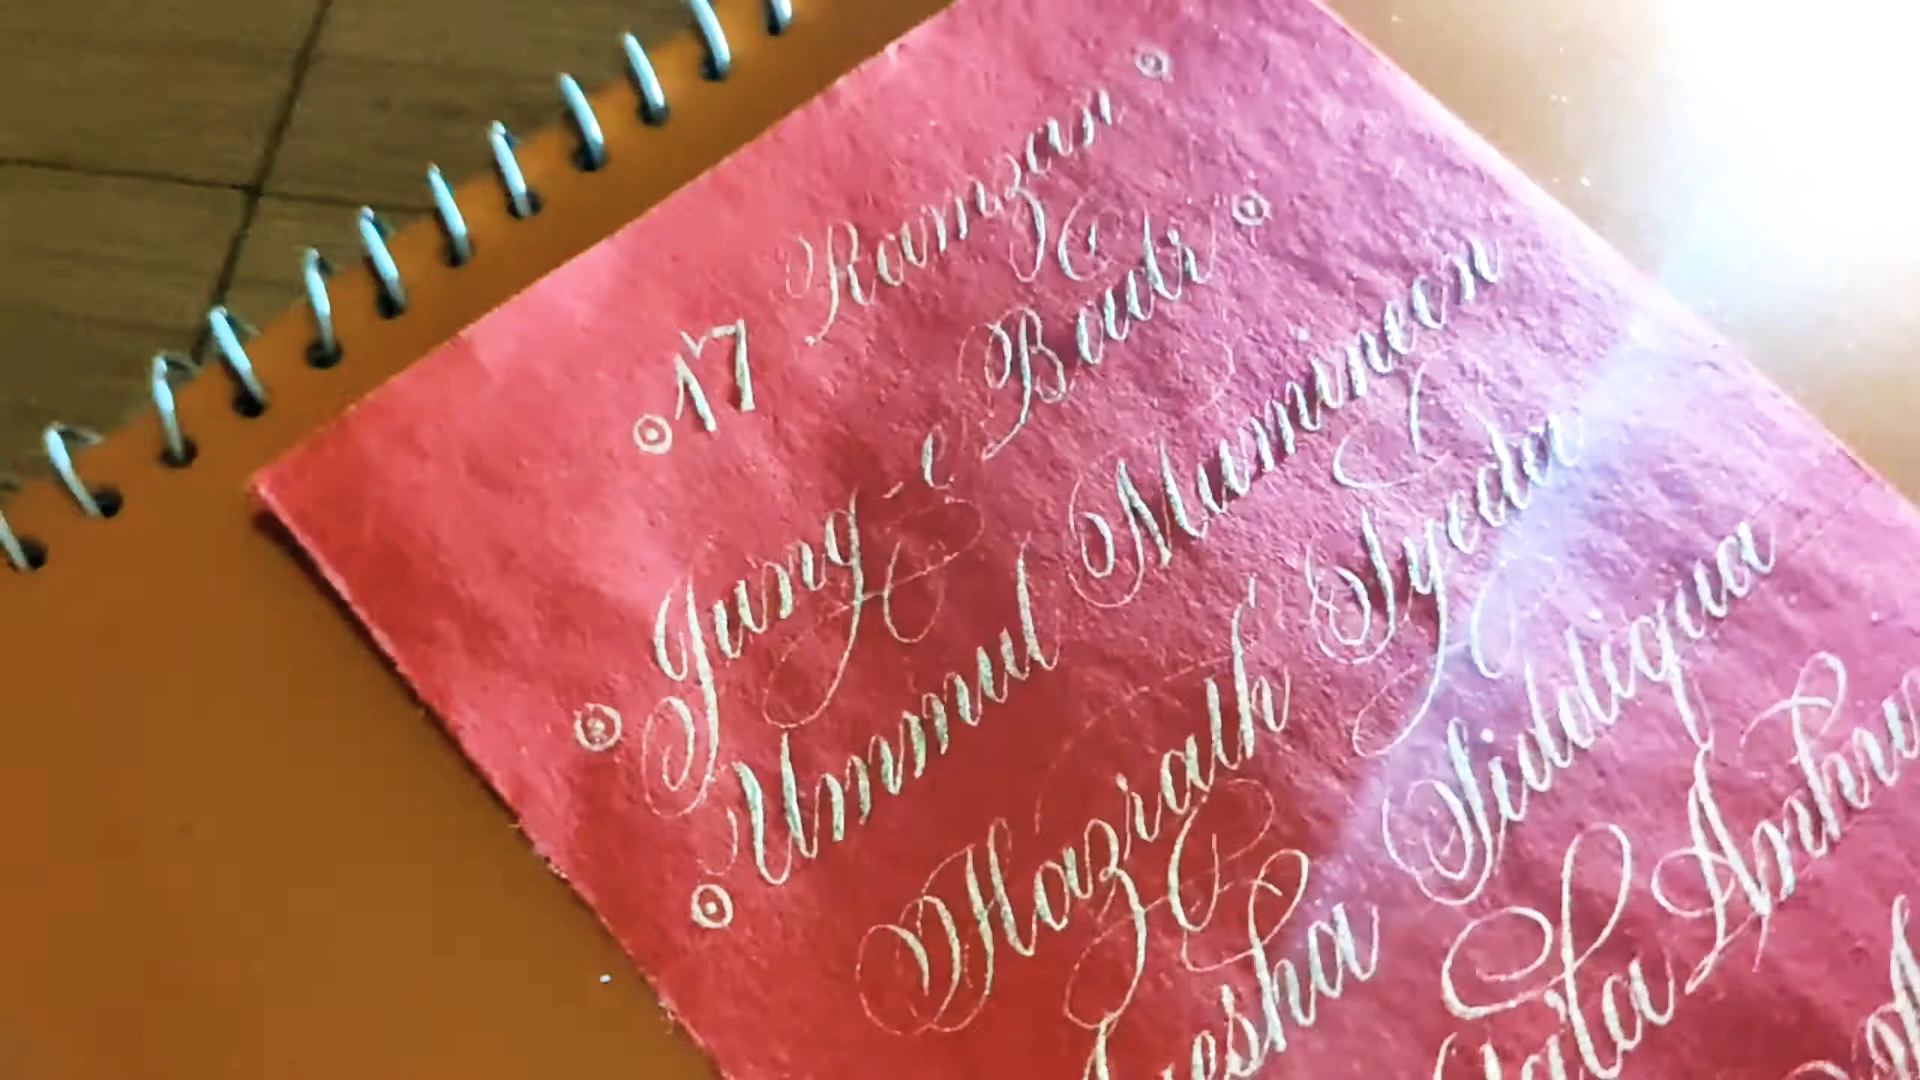 17 Ramzan
Jung-e Badr
Ummul Mumineen
Hazrath Syeda
Siddiqua